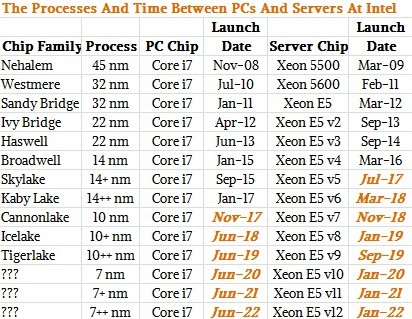 The Processes And Time Between PCs And Servers At Intel
Launch Launch
Chip Family Process PC Chip Date Server Chip Date
Nehalem 45 nm Core i7 Nov-08 Xeon 5500 Mar-09
Westmere 32 nm Core i7 Jul-10 Xeon 5600 Feb-11
Sandy Bridge 32 nm Core i7 Jan-11 Xeon E5 Mar-12
Ivy Bridge 22 nm Core i7 Apr-12 Xeon E5 v2 Sep-13
Haswell 22 nm Core i7 Jun-13 Xeon E5 v3 Sep-14
Broadwell 14 nm Core i7 Jan-15 Xeon E5 v4 Mar-16
Skylake 14+ nm Core i7 Sep-15 Xeon E5 v5 Jul-17
Kaby Lake 14++ nm Core i7 Jan-17 Xeon E5 v6 Mar-18
Cannonlake 10 nm Core i7 Nov-17 Xeon E5 v7 Nov-18
Icelake 10+ nm Core i7 Jun-18 Xeon E5 v8 Jan-19
Tigerlake 10++ nm Core i7 Jun-19 Xeon E5 v9 Sep-19
??? 7 nm Core i7 Jun-20 Xeon E5 v10 Jan-20
??? 7+ nm Core i7 Jun-21 Xeon E5 v11 Jan-21
??? 7++ nm Core i7 Jun-22 Xeon E5 v12 Jan-22